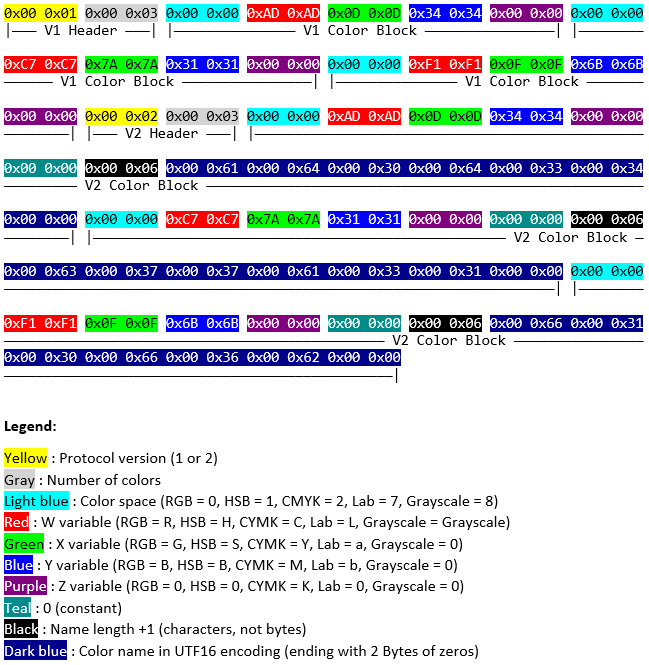 0x00 0x01 0x00 0x03 0x00 0x00 0xAD 0xAD 0x0D 0x0D 0x34 0x34 0x00 0x00 0x00 0x00
V1 Header V1 Color Block
0xC7 0xC7 0x7A 0x7A 0x31 0x31 0x00 0x00 0x00 0x00 0xF1 0xF1 0x0F 0x0F 0x6B 0x6B
V1 Color Block V1 Color Block
0x00 0x00 0x00 0x02 0x00 0x03 0x00 0x00 0xAD 0xAD 0x0D 0x0D 0x34 0x34 0x00 0x00
V2 Header
0x00 0x00 0x00 0x06 0x00 0x61 0x00 0x64 0x00 0x30 0x00 0x64 0x00 0x33 0x00 0x34
V2 Color Block
0x00 0x00 0x00 0x00 0xC7 0xC7 0x7A 0x7A 0x31 0x31 0x00 0x00 0x00 0x00 0x00 0x06
V2 Color Block
0x00 0x63 0x00 0x37 0x00 0x37 0x00 0x61 0x00 0x33 0x00 0x31 0x00 0x00 0x00 0x00
0xF1 0xF1 0x0F 0x0F 0x6B 0x6B 0x00 0x00 0x00 0x00 0x00 0x06 0x00 0x66 0x00 0x31
V2 Color Block
0x00 0x30 0x00 0x66 0x00 0x36 0x00 0x62 0x00 0x00
Legend:
Yellow : Protocol version (1 or 2)
Gray : Number of colors
Light blue : Color space (RGB = 0, HSB = 1, CMYK = 2, Lab = 7, Grayscale = 8)
Red : W variable (RGB = R, HSB = H, CYMK = C, Lab = L, Grayscale = Grayscale)
Green : X variable (RGB = G, HSB = S, CYMK = Y, Lab = a, Grayscale = 0)
Blue : Y variable (RGB = B, HSB = B, CYMK = M, Lab = b, Grayscale = 0)
Purple : Z variable (RGB = 0, HSB = 0, CYMK = K, Lab = 0, Grayscale = 0)
Teal : 0 (constant)
Black : Name length +1 (characters, not bytes)
Dark blue : Color name in UTF16 encoding (ending with 2 Bytes of zeros)